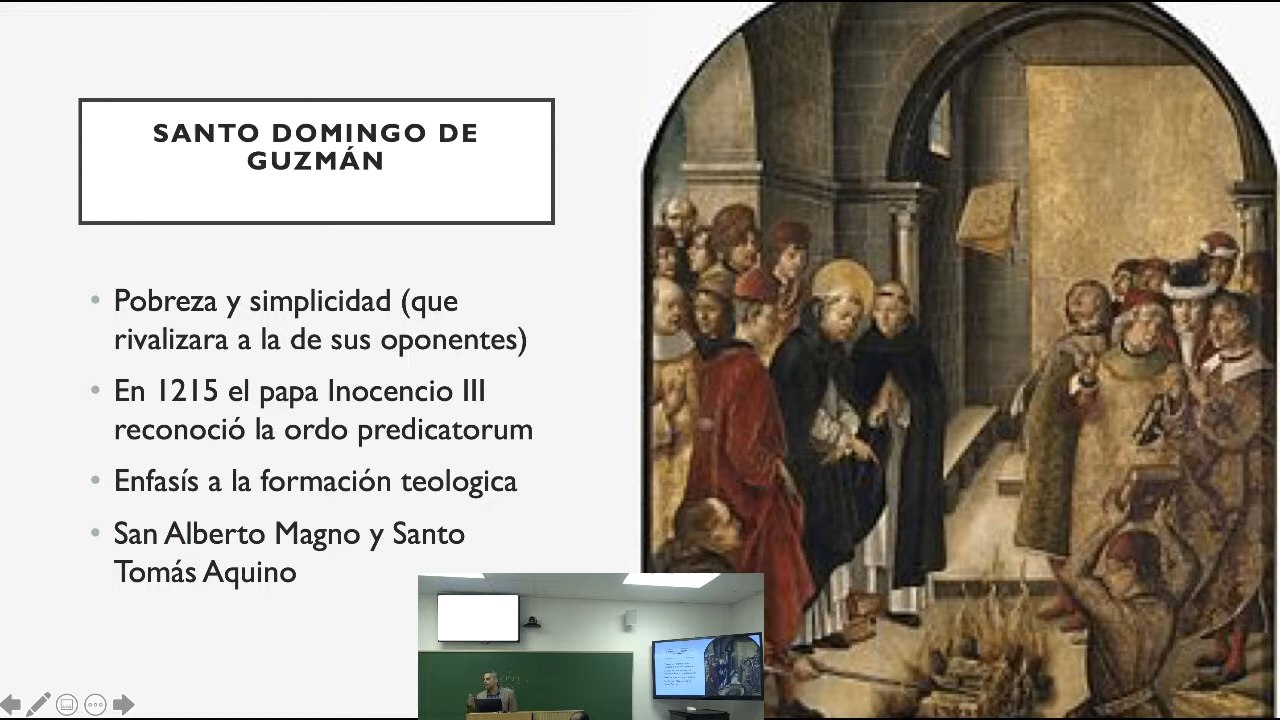 SANTO DOMINGO DE
GUZMÁN
• Pobreza y simplicidad (que
rivalizara a la de sus oponentes)
• En 1215 el papa Inocencio III
reconoció la ordo predicatorum
• Enfasís a la formación teologica
• San Alberto Magno y Santo
Tomás Aquino